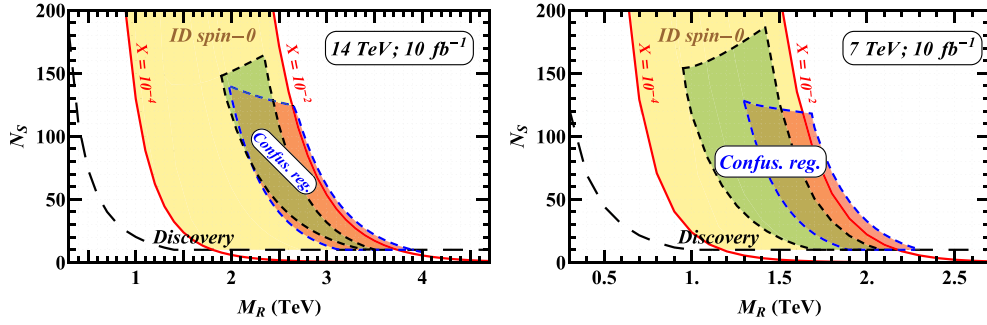 200
150
100
50
0
N_S
ID spin-0
14 TeV; 10 fb⁻¹
X = 10⁻⁴
X = 10⁻²
Confus. reg.
Discovery
1
2
3
4
M_R (TeV)
200
150
100
50
0
N_S
ID spin-0
7 TeV; 10 fb⁻¹
X = 10⁻⁴
X = 10⁻²
Confus. reg.
Discovery
0.5
1.
1.5
2.
2.5
M_R (TeV)